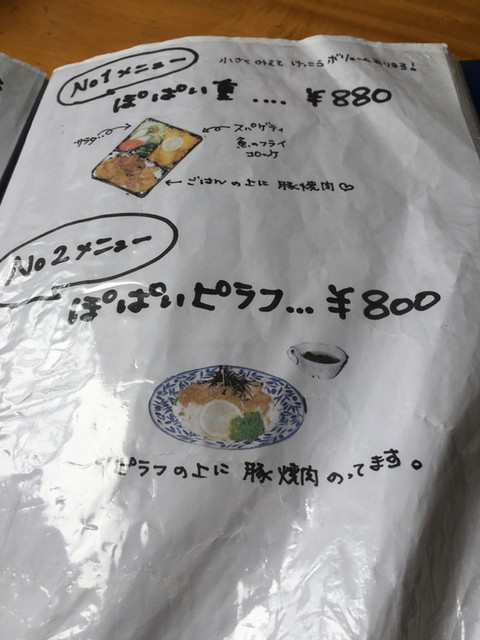 No1メニュー
小さくみえて けっこう ボリュームあります!
ぽぱい重 .... ¥880
サラダ
スパゲティ
魚のフライ
コロッケ
← ごはんの上に 豚焼肉♡
No2メニュー
ぽぱいピラフ... ¥800
ピラフの上に 豚焼肉のってます。